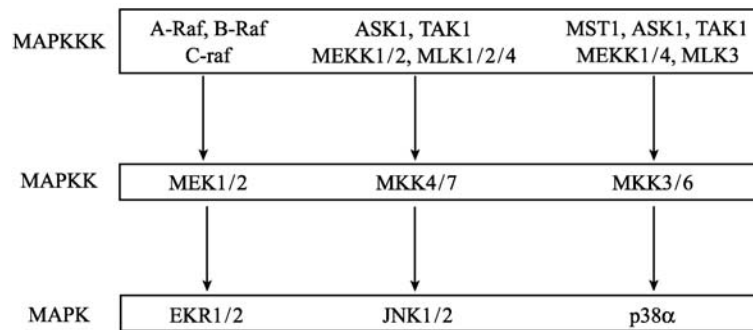 MAPKKK
A-Raf, B-Raf
C-raf
ASK1, TAK1
MEKK1/2, MLK1/2/4
MST1, ASK1, TAK1
MEKK1/4, MLK3
MAPKK
MEK1/2
MKK4/7
MKK3/6
MAPK
EKR1/2
JNK1/2
p38α